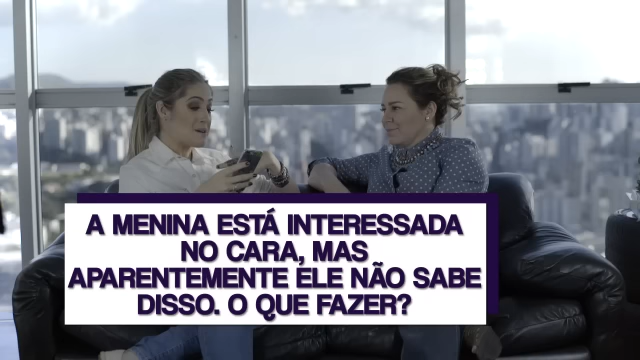 A MENINA ESTÁ INTERESSADA
NO CARA, MAS
APARENTEMENTE ELE NÃO SABE
DISSO. O QUE FAZER?